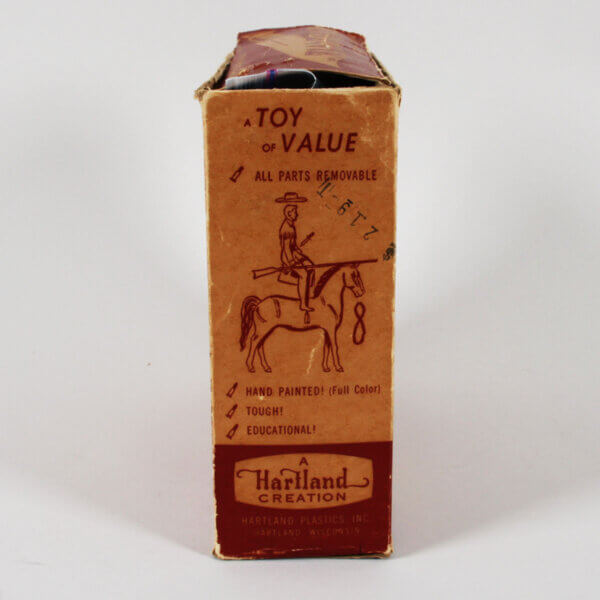 A TOY
OF VALUE
ALL PARTS REMOVABLE
HAND PAINTED! (Full Color)
TOUGH!
EDUCATIONAL!
A
Hartland
CREATION
HARTLAND PLASTICS INC
HARTLAND, WISCONSIN